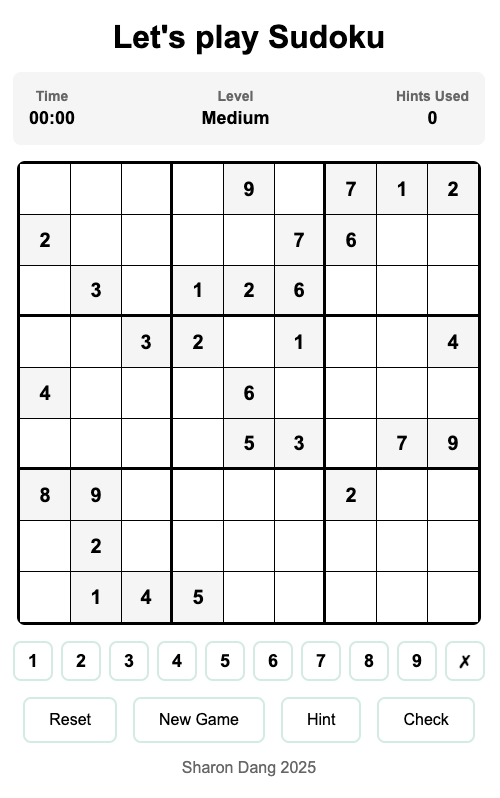 Let's play Sudoku
Time Level Hints Used
00:00 Medium 0
9 7 1 2
2 7 6
3 1 2 6
3 2 1 4
4 6
5 3 7 9
8 9 2
2
1 4 5
1 2 3 4 5 6 7 8 9 ✗
Reset New Game Hint Check
Sharon Dang 2025